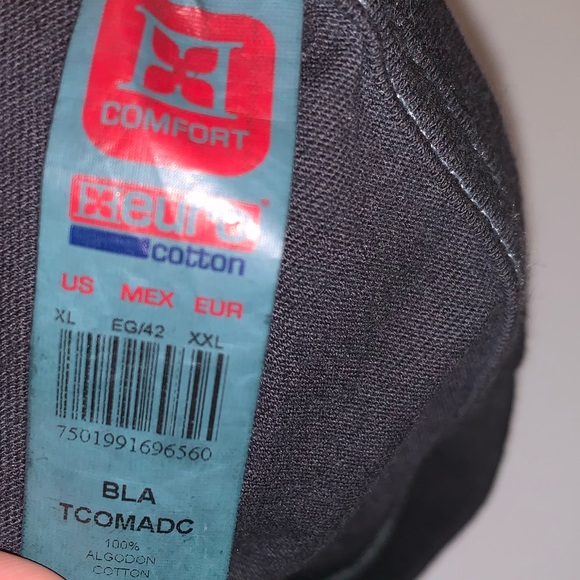 COMFORT
eura
cotton
US MEX EUR
XL EG/42 XXL
7501991696560
BLA
TCOMADC
100%
ALGODON
COTTON